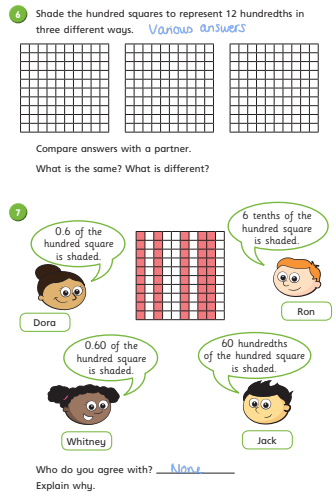 6
Shade the hundred squares to represent 12 hundredths in
three different ways. Various answers
Compare answers with a partner.
What is the same? What is different?
7
0.6 of the
hundred square
is shaded.
Dora
6 tenths of the
hundred square
is shaded.
Ron
0.60 of the
hundred square
is shaded.
Whitney
60 hundredths
of the hundred square
is shaded.
Jack
Who do you agree with? None
Explain why.